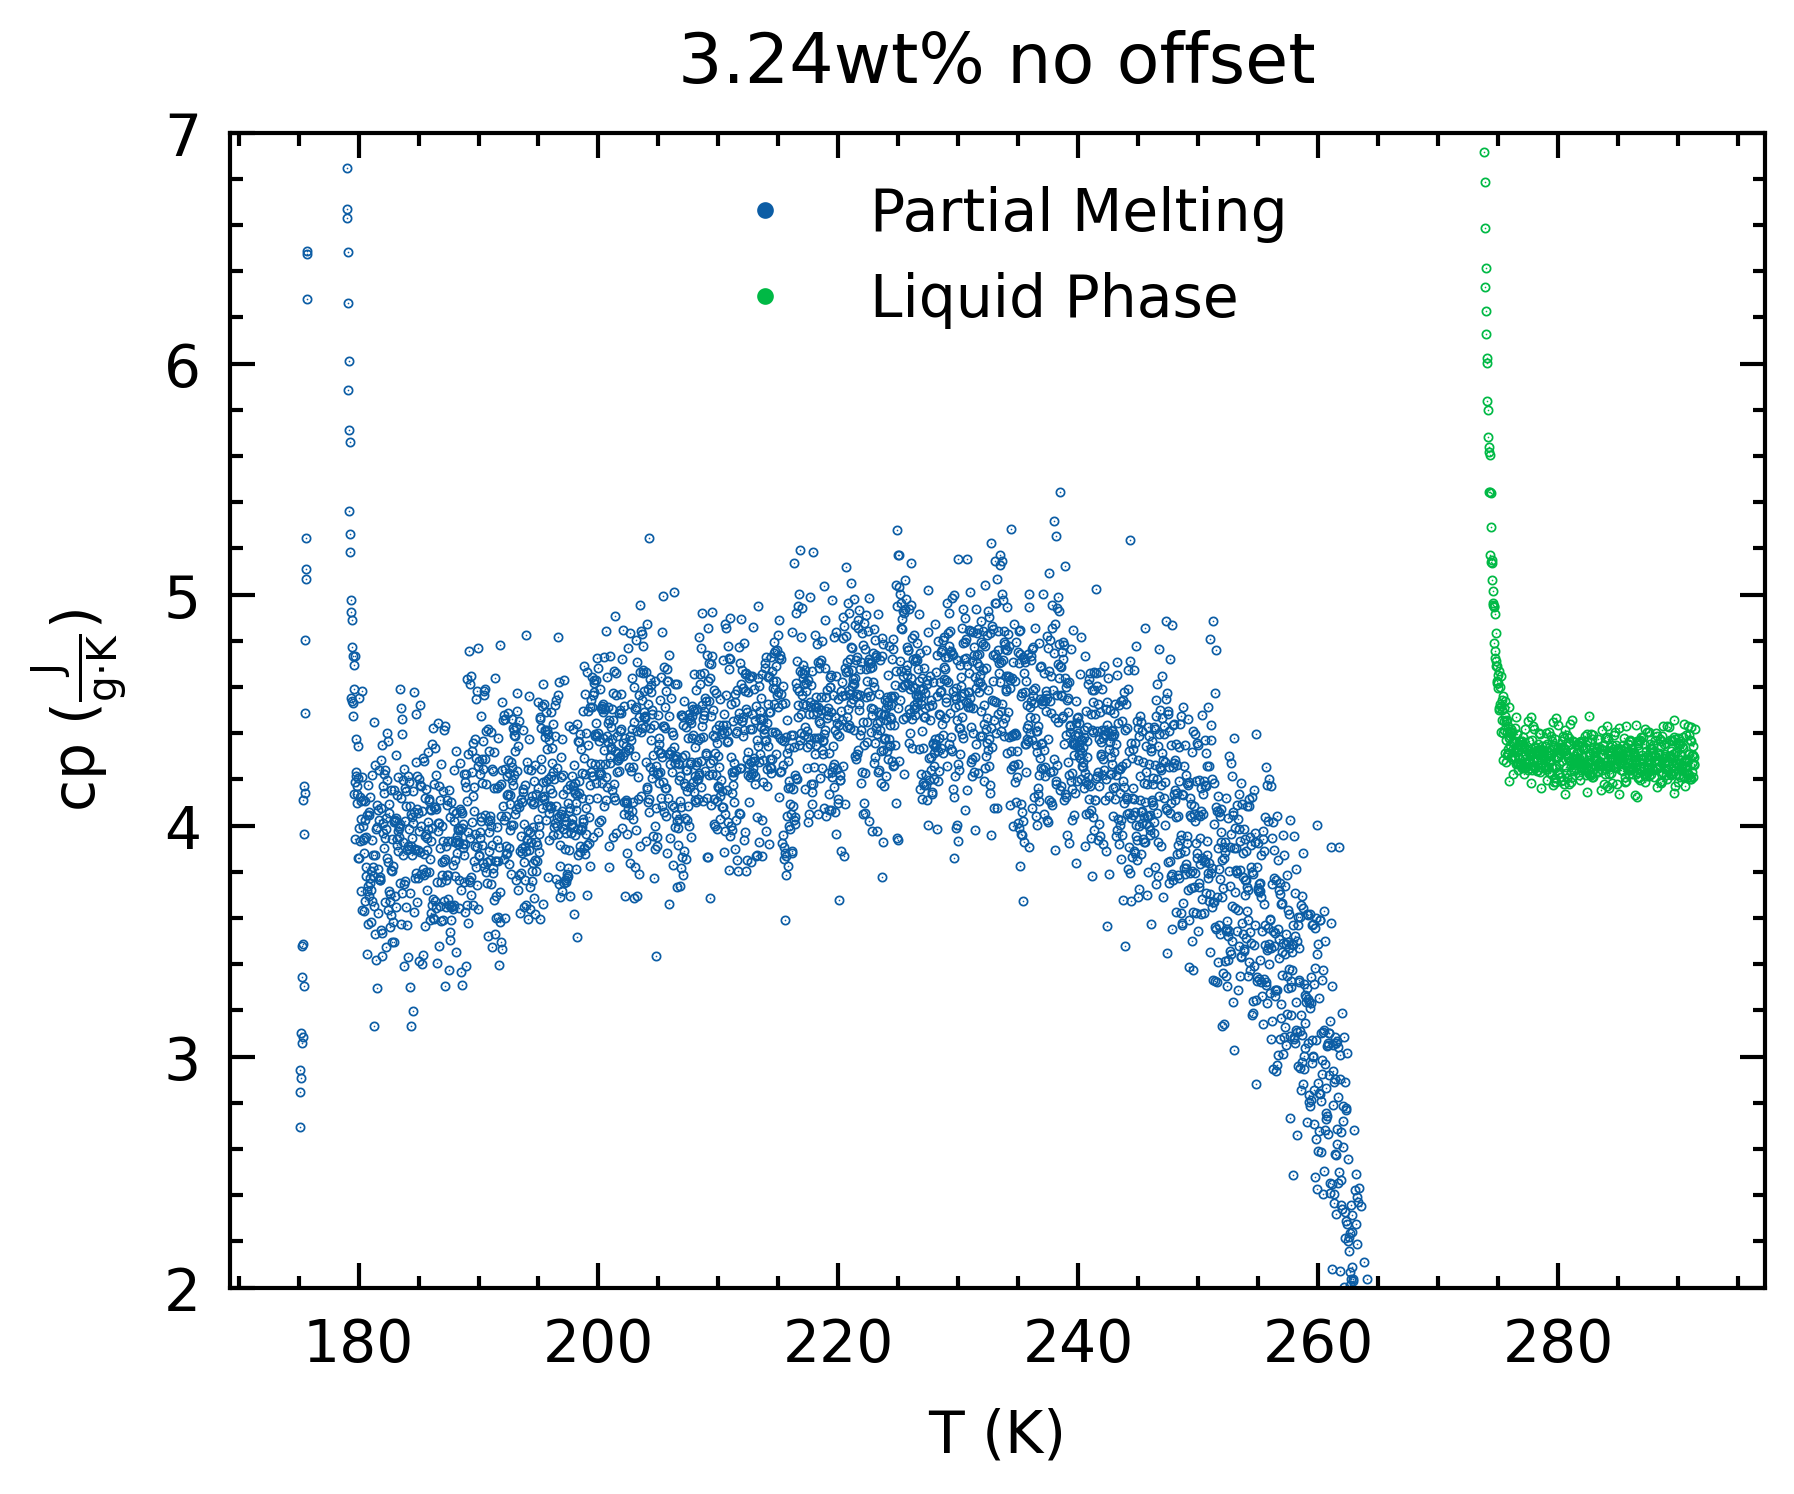 3.24wt% no offset
7
6
5
4
3
2
cp (J/g·K)
Partial Melting
Liquid Phase
180 200 220 240 260 280
T (K)